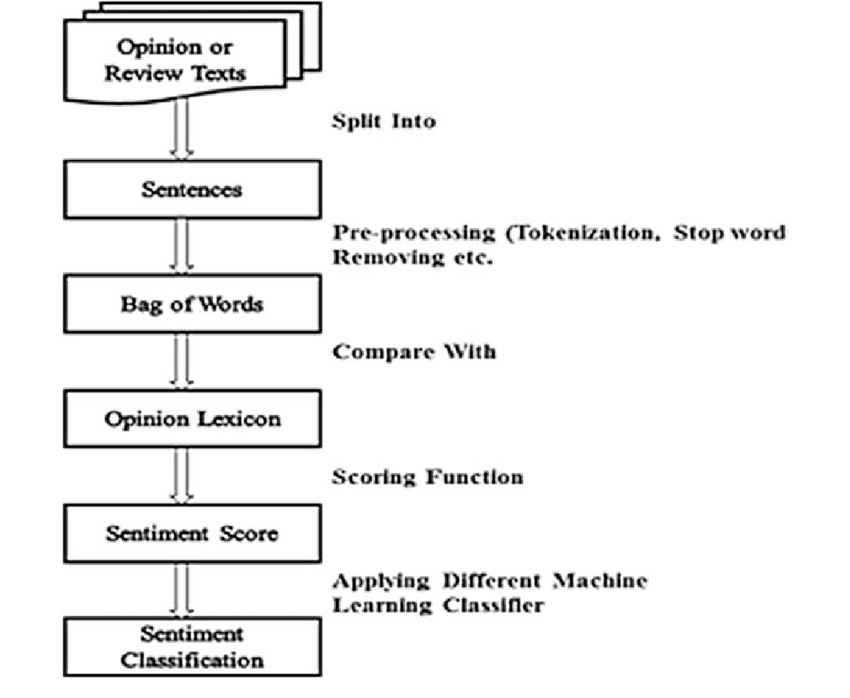 Opinion or
Review Texts
Split Into
Sentences
Pre-processing (Tokenization, Stop word
Removing etc.
Bag of Words
Compare With
Opinion Lexicon
Scoring Function
Sentiment Score
Applying Different Machine
Learning Classifier
Sentiment
Classification